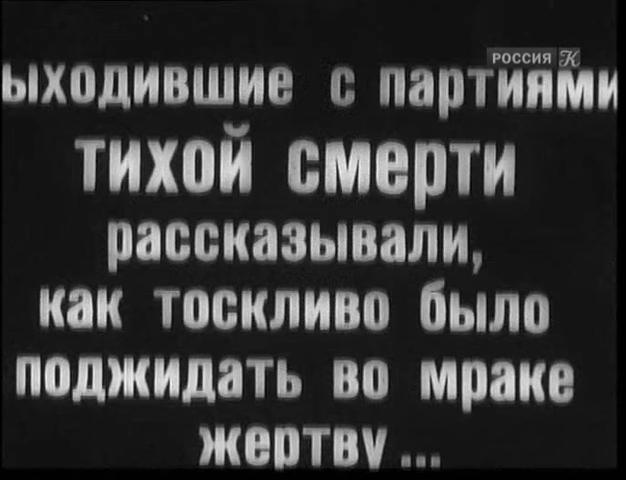 РОССИЯ К
ыходившие с партиями
тихой смерти
рассказывали,
как тоскливо было
поджидать во мраке
жертву...